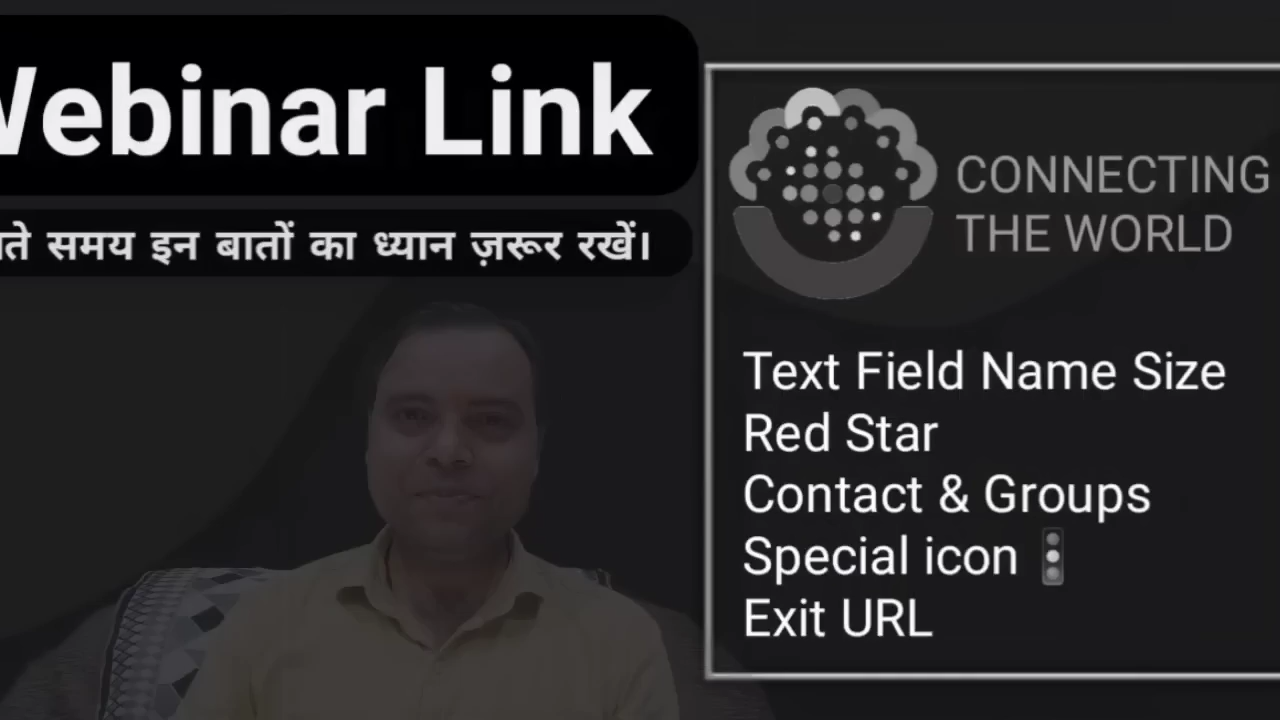 Webinar Link
समय इन बातों का ध्यान ज़रूर रखें।
CONNECTING
THE WORLD
Text Field Name Size
Red Star
Contact & Groups
Special icon
Exit URL